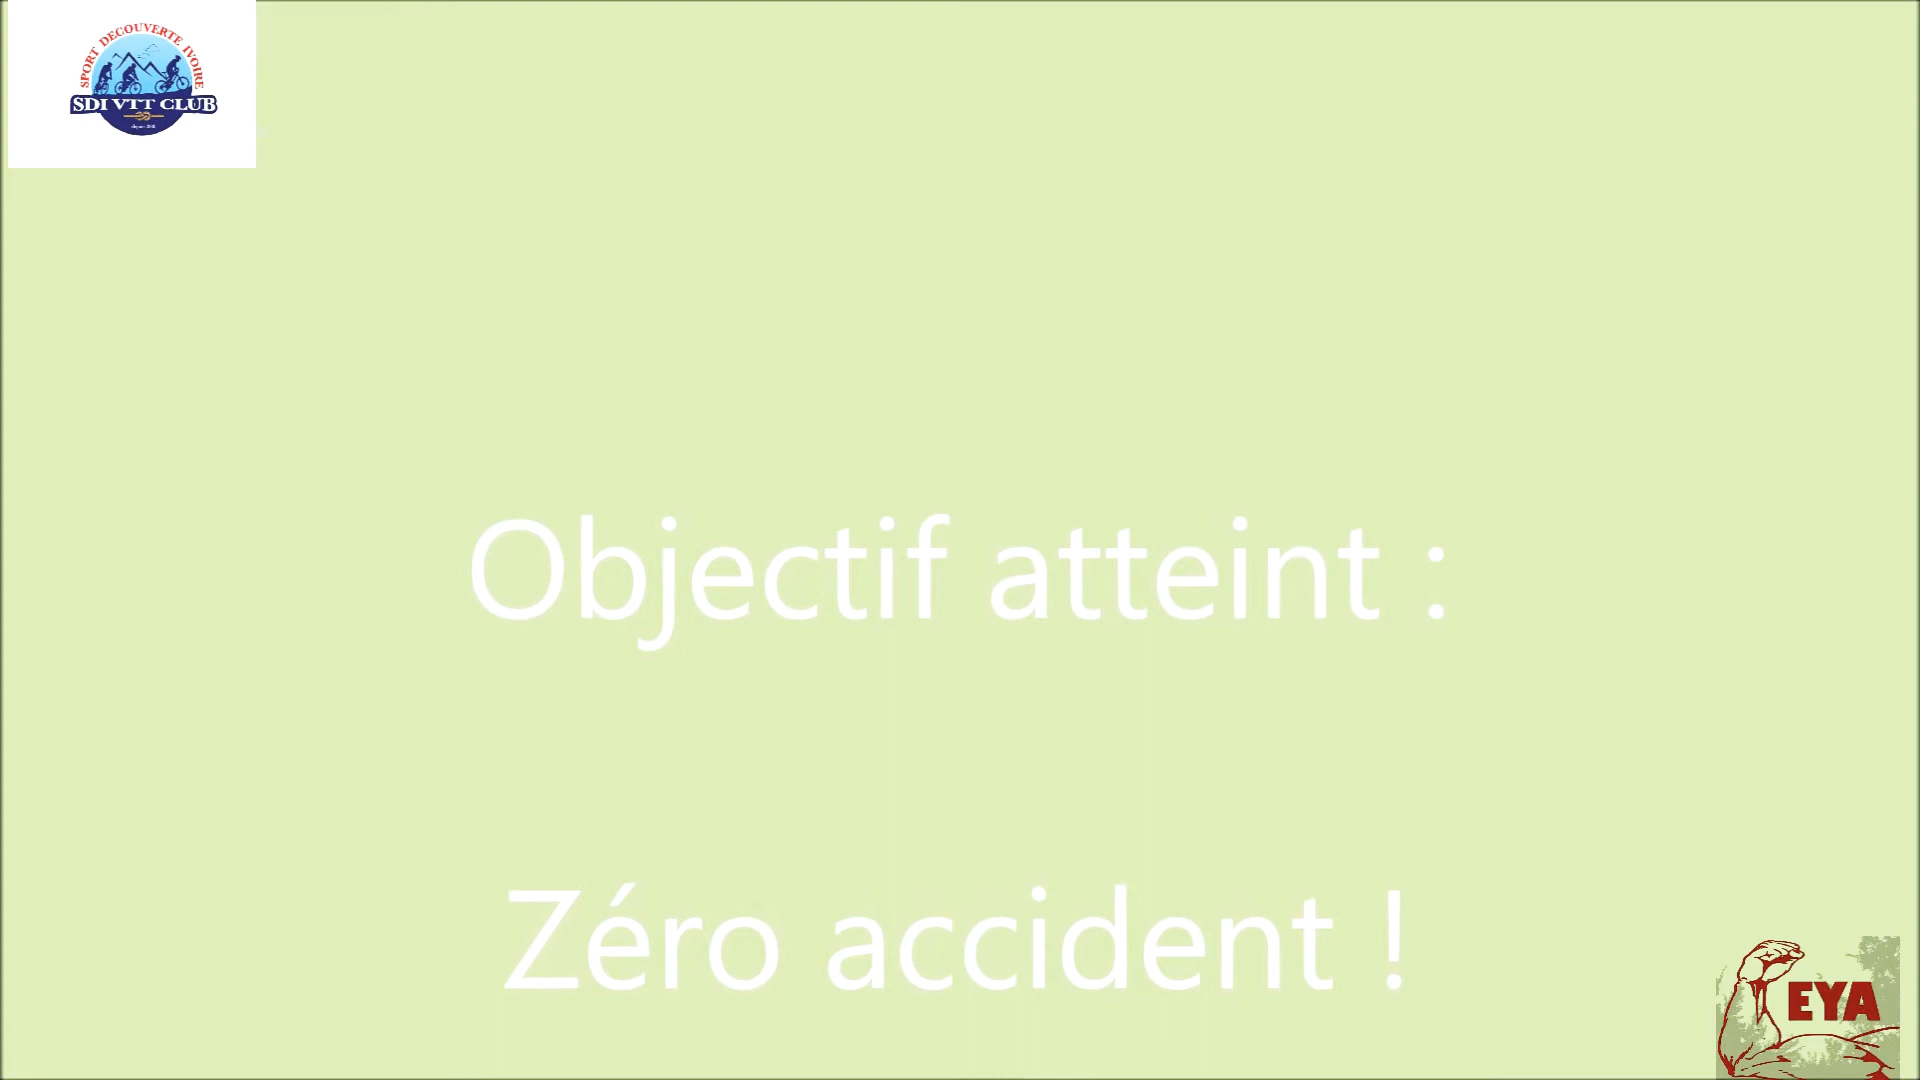 SPORT DECOUVERTE IVOIRE
SDI VTT CLUB
Objectif atteint :
Zéro accident !
EYA